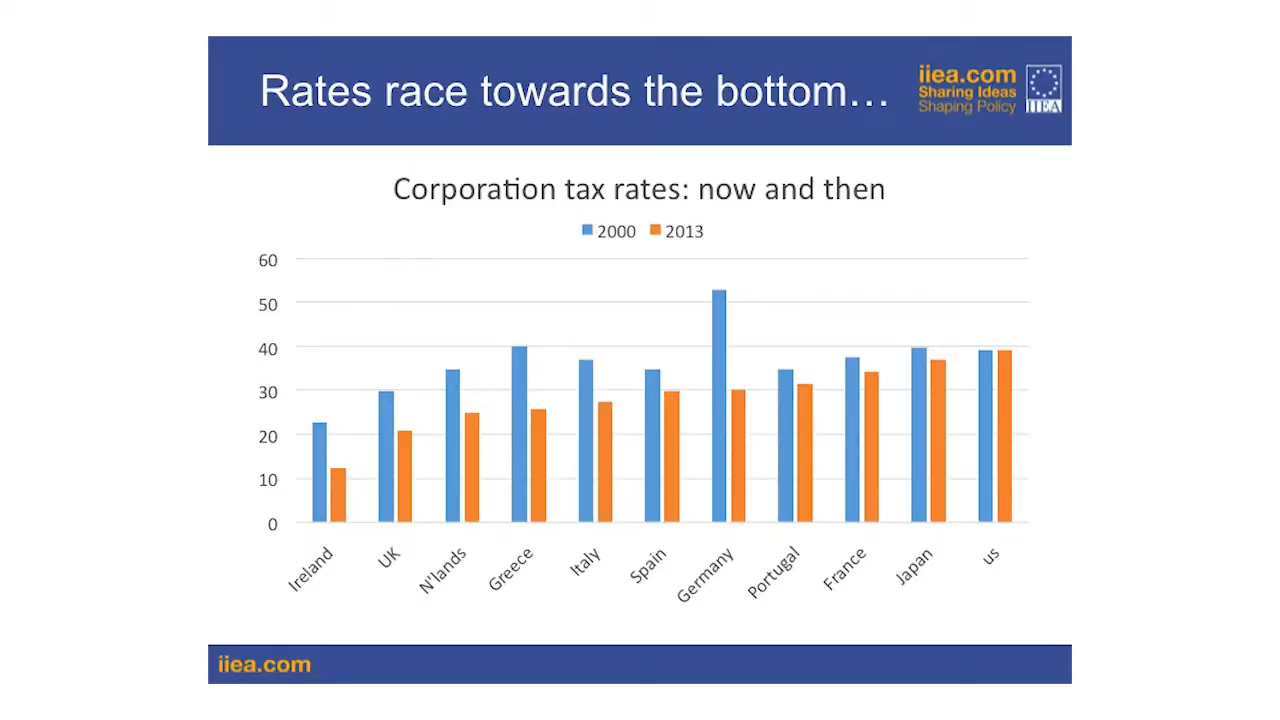 Rates race towards the bottom…
iiea.com
Sharing Ideas
Shaping Policy
IIEA
Corporation tax rates: now and then
2000 2013
60
50
40
30
20
10
0
Ireland
UK
N'lands
Greece
Italy
Spain
Germany
Portugal
France
Japan
us
iiea.com